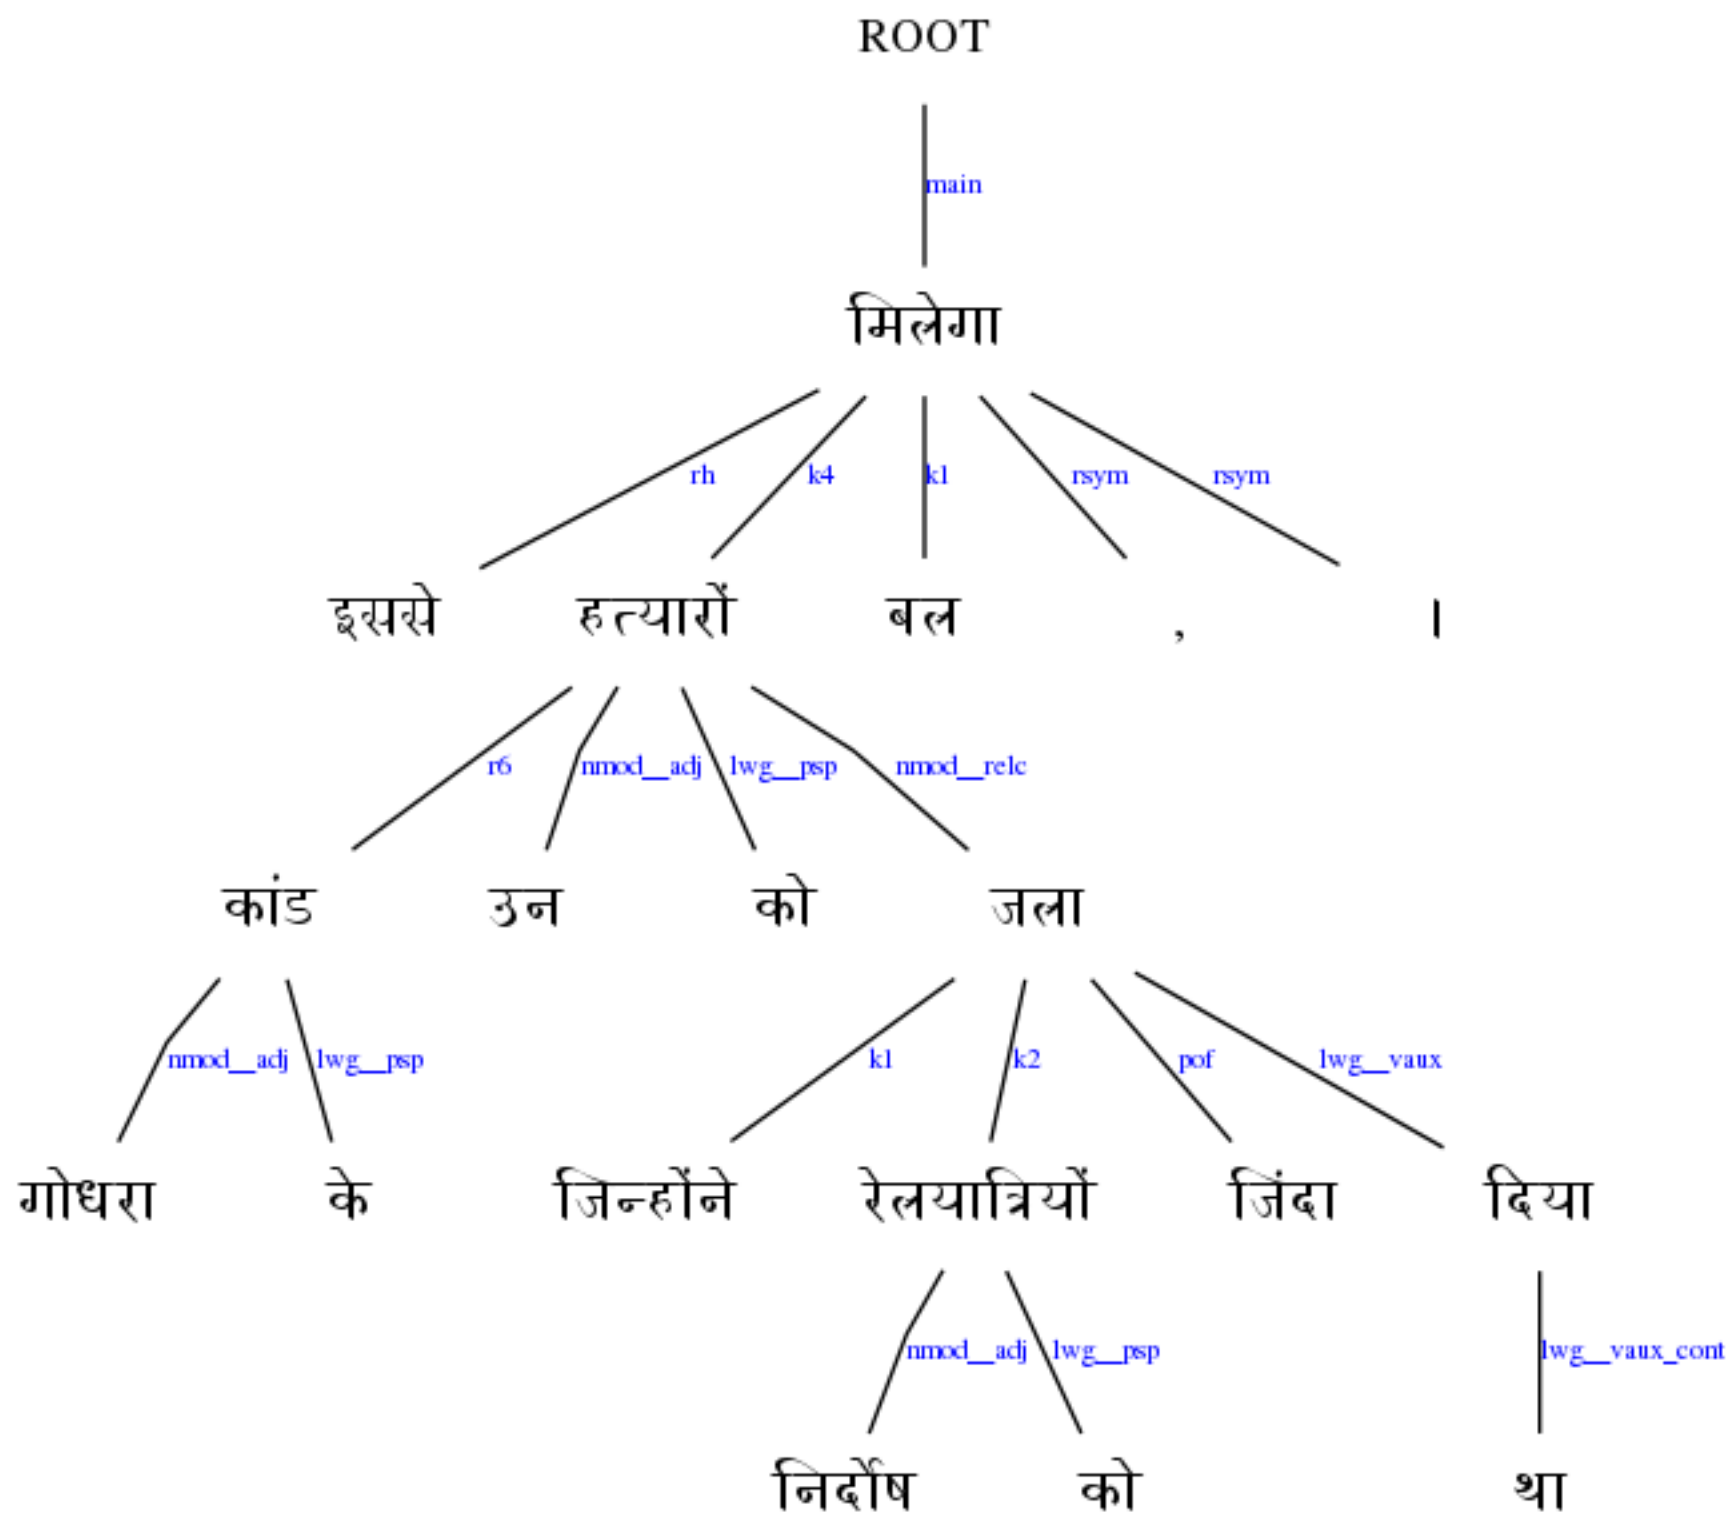 ROOT
main
मिलेगा
rh k4 k1 rsym rsym
इससे हत्यारों बल , ।
r6 nmod__adj lwg__psp nmod__relc
कांड उन को जला
nmod__adj lwg__psp k1 k2 pof lwg__vaux
गोधरा के जिन्होंने रेलयात्रियों जिंदा दिया
nmod__adj lwg__psp lwg__vaux_cont
निर्दोष को था